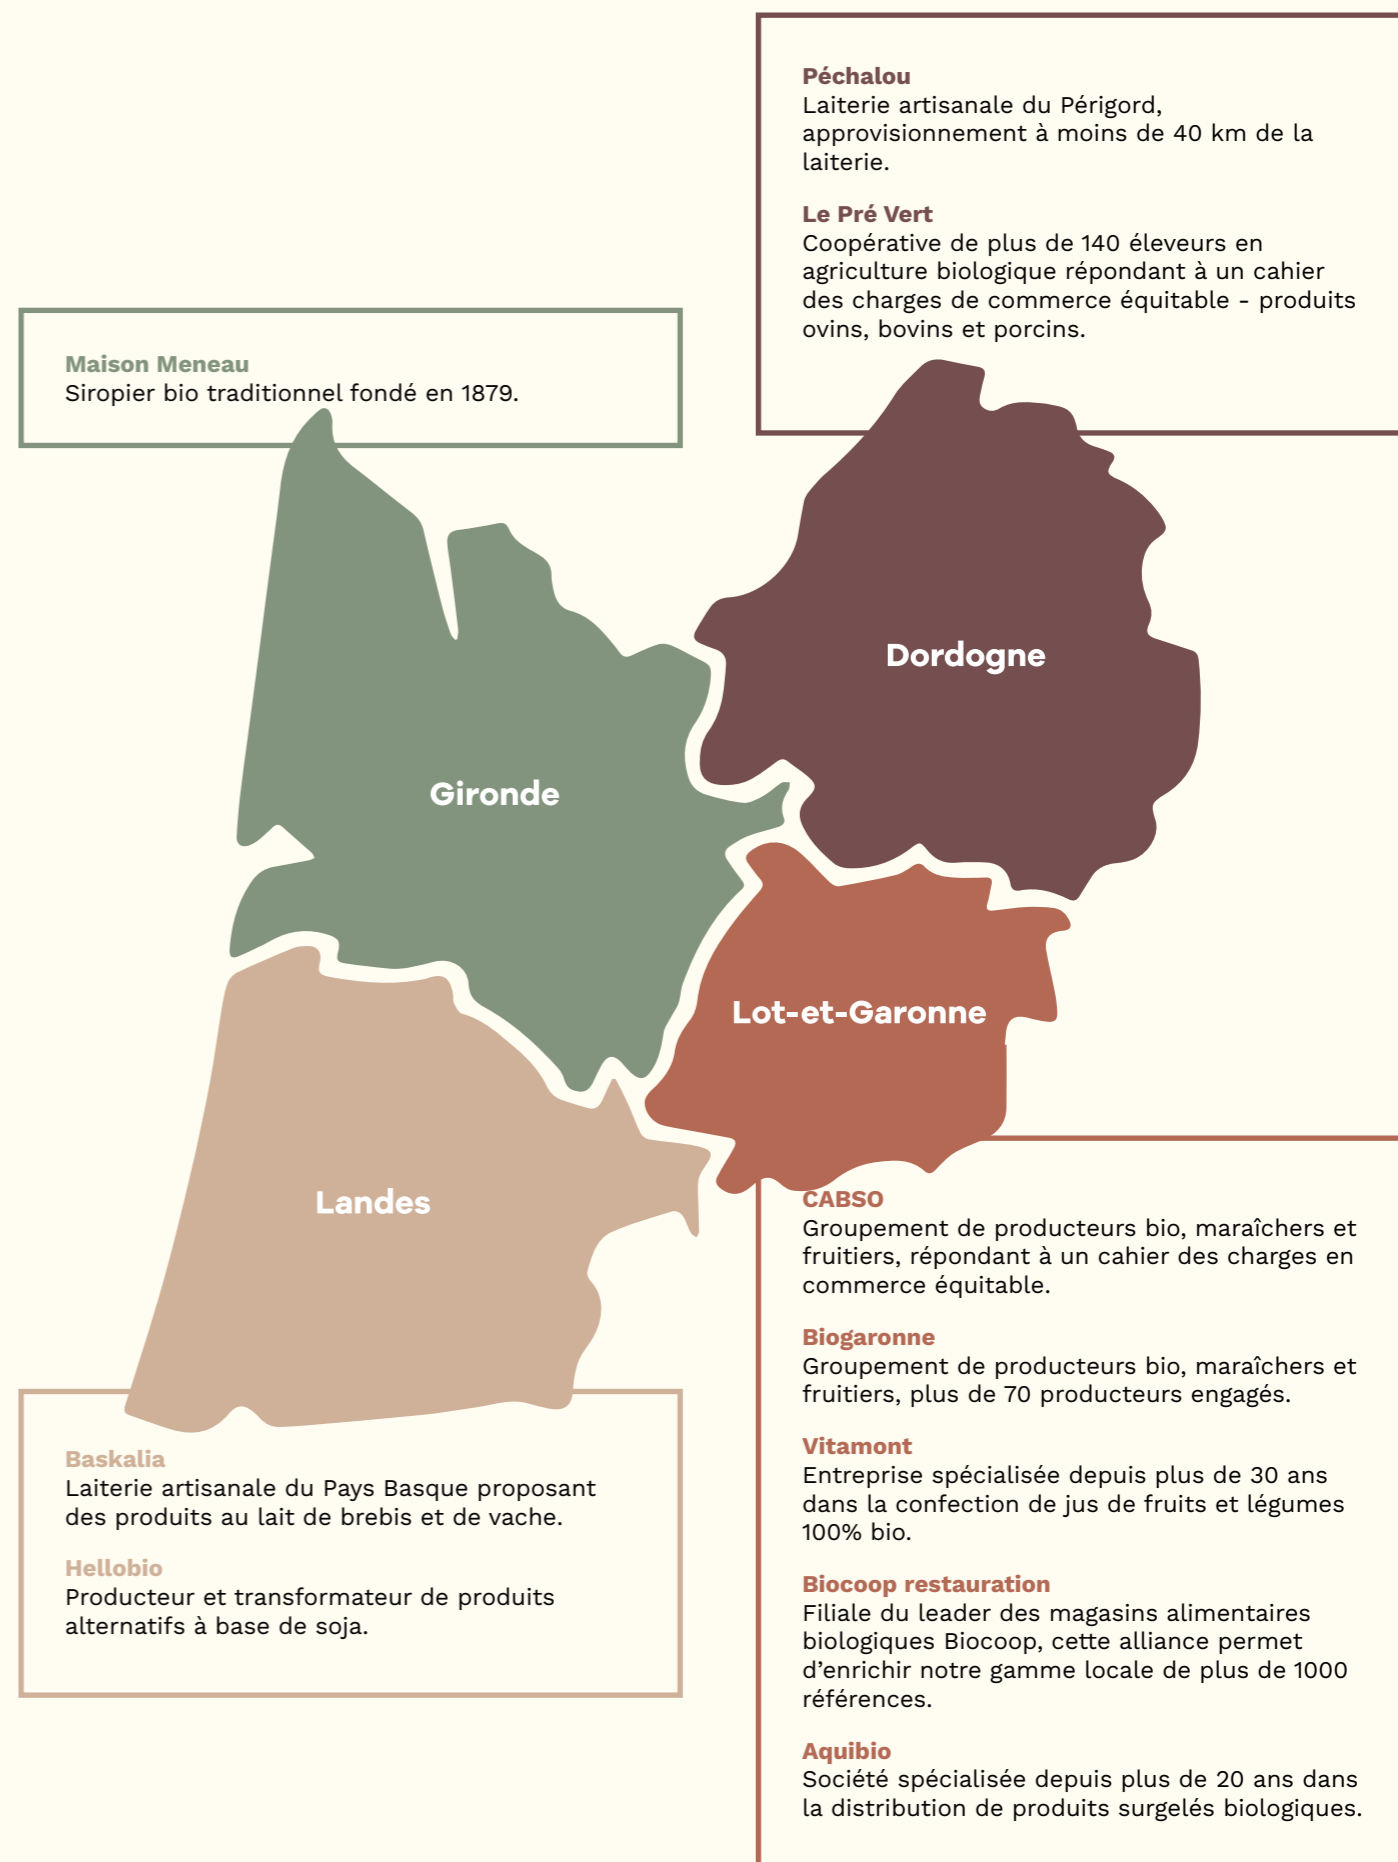 Péchalou
Laiterie artisanale du Périgord,
approvisionnement à moins de 40 km de la
laiterie.
Le Pré Vert
Coopérative de plus de 140 éleveurs en
agriculture biologique répondant à un cahier
des charges de commerce équitable - produits
ovins, bovins et porcins.
Maison Meneau
Siropier bio traditionnel fondé en 1879.
Dordogne
Gironde
Lot-et-Garonne
Landes
CABSO
Groupement de producteurs bio, maraîchers et
fruitiers, répondant à un cahier des charges en
commerce équitable.
Biogaronne
Groupement de producteurs bio, maraîchers et
fruitiers, plus de 70 producteurs engagés.
Vitamont
Entreprise spécialisée depuis plus de 30 ans
dans la confection de jus de fruits et légumes
100% bio.
Biocoop restauration
Filiale du leader des magasins alimentaires
biologiques Biocoop, cette alliance permet
d’enrichir notre gamme locale de plus de 1000
références.
Aquibio
Société spécialisée depuis plus de 20 ans dans
la distribution de produits surgelés biologiques.
Baskalia
Laiterie artisanale du Pays Basque proposant
des produits au lait de brebis et de vache.
Hellobio
Producteur et transformateur de produits
alternatifs à base de soja.